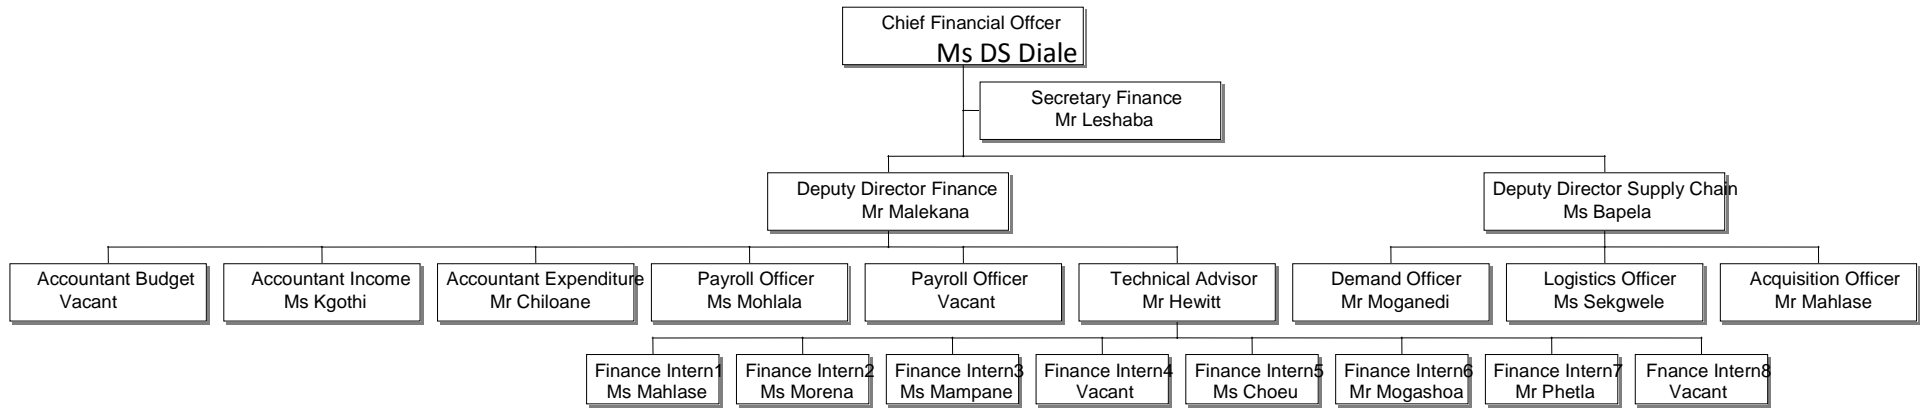 Chief Financial Offcer
Ms DS Diale
Secretary Finance
Mr Leshaba
Deputy Director Finance
Mr Malekana
Deputy Director Supply Chain
Ms Bapela
Accountant Budget
Vacant
Accountant Income
Ms Kgothi
Accountant Expenditure
Mr Chiloane
Payroll Officer
Ms Mohlala
Payroll Officer
Vacant
Technical Advisor
Mr Hewitt
Demand Officer
Mr Moganedi
Logistics Officer
Ms Sekgwele
Acquisition Officer
Mr Mahlase
Finance Intern1
Ms Mahlase
Finance Intern2
Ms Morena
Finance Intern3
Ms Mampane
Finance Intern4
Vacant
Finance Intern5
Ms Choeu
Finance Intern6
Mr Mogashoa
Finance Intern7
Mr Phetla
Fnance Intern8
Vacant